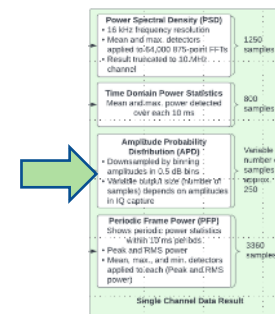 Power Spectral Density (PSD)
• 16 kHz frequency resolution
• Mean and max. detectors
applied to 64,000 875-point FFTs
• Result truncated to 10 MHz
channel
1250
samples
Time Domain Power Statistics
Mean and max. power detected
over each 10 ms
800
samples
Amplitude Probability
Distribution (APD)
• Downsampled by binning
amplitudes in 0.5 dB bins
• Variable output size (number of
samples) depends on amplitudes
in IQ capture
Variable
number
samples
approx.
250
Periodic Frame Power (PFP)
Shows periodic power statistics
within 10 ms periods
• Peak and RMS power
• Mean, max., and min. detectors
applied to each (Peak and RMS
power)
3360
samples
Single Channel Data Result